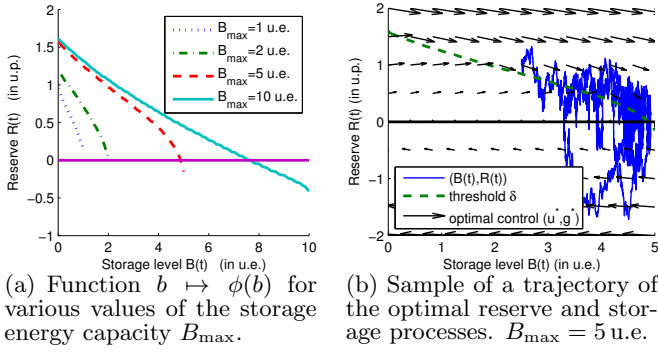 2
1.5
1
0.5
0
−0.5
−1
Reserve R(t) (in u.p.)
B_max=1 u.e.
B_max=2 u.e.
B_max=5 u.e.
B_max=10 u.e.
0 2 4 6 8 10
Storage level B(t) (in u.e.)
(a) Function b ↦ ϕ(b) for
various values of the storage
energy capacity B_max.
2
1
0
−1
−2
Reserve R(t) (in u.p.)
(B(t),R(t))
threshold δ
optimal control (u*,g*)
0 1 2 3 4 5
Storage level B(t) (in u.e.)
(b) Sample of a trajectory of
the optimal reserve and stor-
age processes. B_max = 5 u.e.